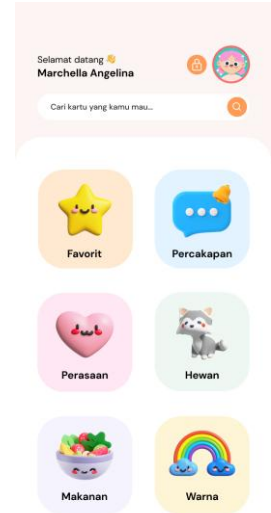 Selamat datang 👋
Marchella Angelina
Cari kartu yang kamu mau...
Favorit
Percakapan
Perasaan
Hewan
Makanan
Warna